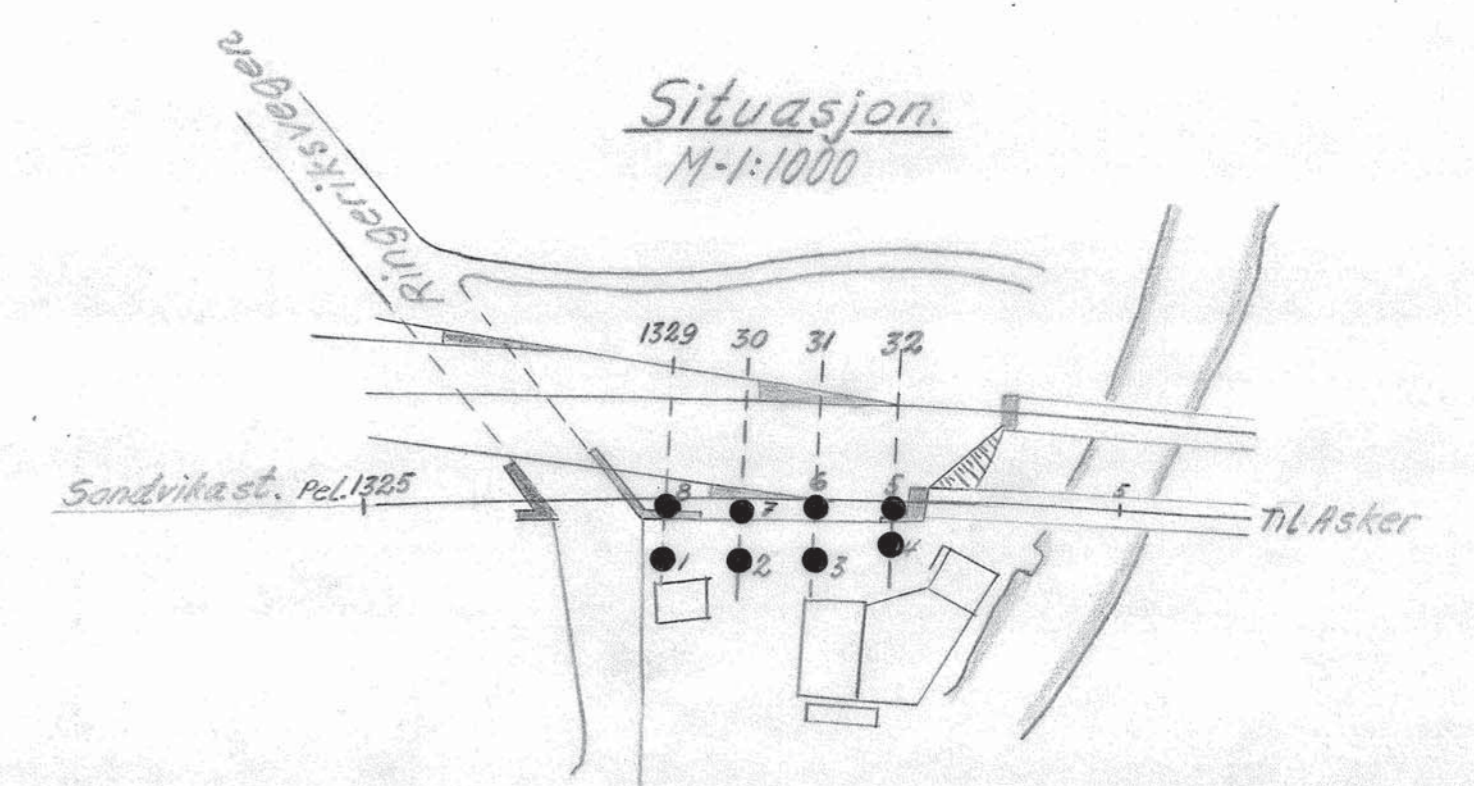 Situasjon.
M-1:1000
Ringeriksvegen
1329 30 31 32
Sandvika st. Pel. 1325
8 7 6 5 5
Til Asker
1 2 3 4